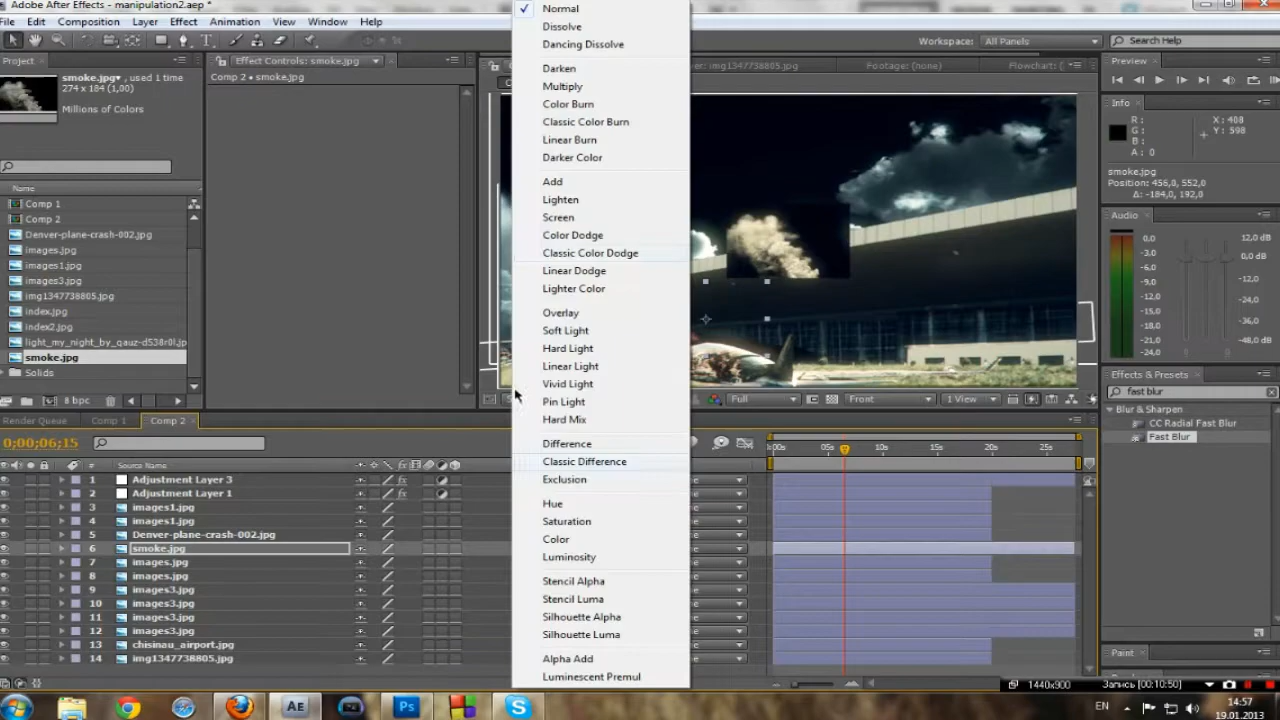 Adobe After Effects - manipulation2.aep *
File Edit Composition Layer Effect Animation View Window Help
Workspace: All Panels
Search Help
Project
Effect Controls: smoke.jpg
er: img1347738805.jpg
Footage: (none)
Flowchart: (
Preview
smoke.jpg▾, used 1 time
274 x 184 (1,00)
Millions of Colors
Comp 2 • smoke.jpg
Info
R :
G :
B :
A : 0
X : 408
Y : 598
smoke.jpg
Position: 456,0, 552,0
Δ: -184,0, 192,0
Audio
0,0
-3,0
-6,0
-9,0
-12,0
-15,0
-18,0
-21,0
-24,0
12,0 dB
0,0 dB
-12,0
-24,0
-36,0
-48,0 dB
Name
Comp 1
Comp 2
Denver-plane-crash-002.jpg
images.jpg
images1.jpg
images3.jpg
img1347738805.jpg
index.jpg
index2.jpg
light_my_night_by_qauz-d538r0l.jp
smoke.jpg
Solids
8 bpc
Normal
Dissolve
Dancing Dissolve
Darken
Multiply
Color Burn
Classic Color Burn
Linear Burn
Darker Color
Add
Lighten
Screen
Color Dodge
Classic Color Dodge
Linear Dodge
Lighter Color
Overlay
Soft Light
Hard Light
Linear Light
Vivid Light
Pin Light
Hard Mix
Difference
Classic Difference
Exclusion
Hue
Saturation
Color
Luminosity
Stencil Alpha
Stencil Luma
Silhouette Alpha
Silhouette Luma
Alpha Add
Luminescent Premul
Full
Front
1 View
Effects & Presets
fast blur
Blur & Sharpen
CC Radial Fast Blur
Fast Blur
Paint
Render Queue
Comp 1
Comp 2
0;00;06;15
:00s 05s 10s 15s 20s 25s
# Source Name
1 Adjustment Layer 3
2 Adjustment Layer 1
3 images1.jpg
4 images1.jpg
5 Denver-plane-crash-002.jpg
6 smoke.jpg
7 images.jpg
8 images.jpg
9 images3.jpg
10 images3.jpg
11 images3.jpg
12 images3.jpg
13 chisinau_airport.jpg
14 img1347738805.jpg
1440x900
Запись [00:10:50]
AE
Ps
EN
14:57
19.01.2013